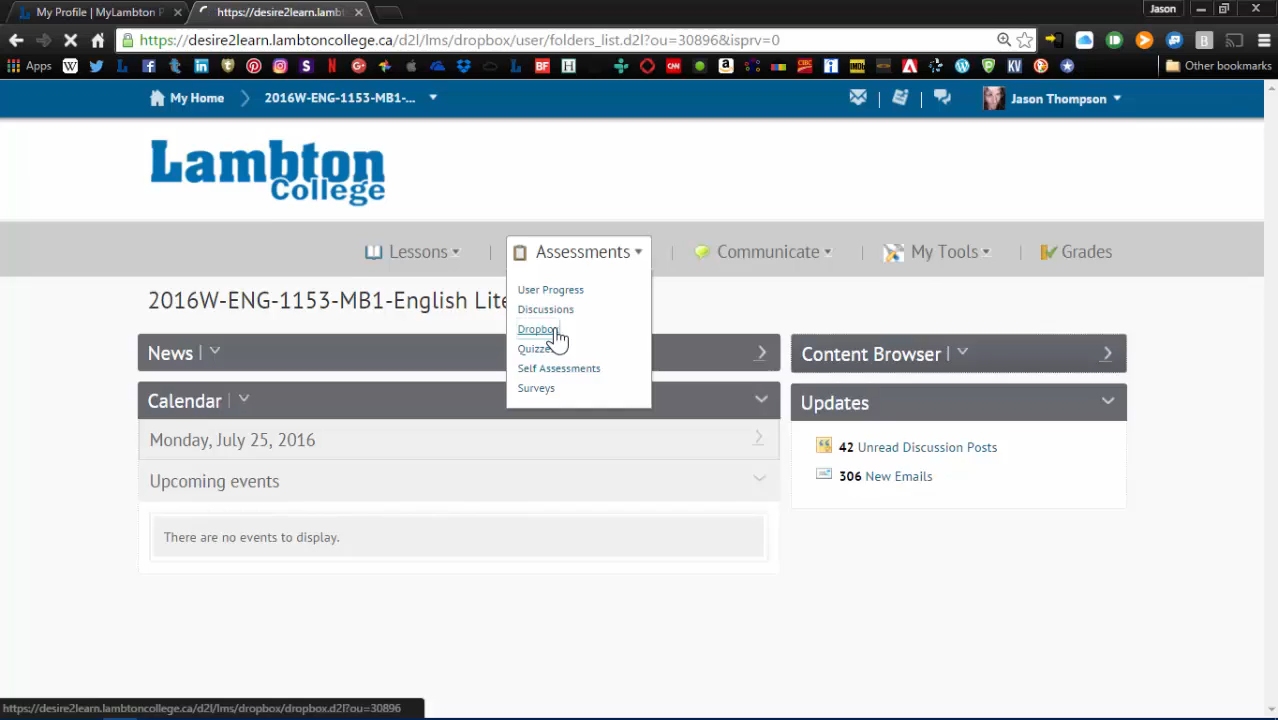 My Profile | MyLambton P
https://desire2learn.lambt
Jason
https://desire2learn.lambtoncollege.ca/d2l/lms/dropbox/user/folders_list.d2l?ou=30896&isprv=0
Apps
Other bookmarks
My Home
2016W-ENG-1153-MB1-...
Jason Thompson
Lambton
College
Lessons
Assessments
Communicate
My Tools
Grades
User Progress
Discussions
Dropbox
Quizzes
Self Assessments
Surveys
2016W-ENG-1153-MB1-English Lite
News
Content Browser
Calendar
Updates
Monday, July 25, 2016
42 Unread Discussion Posts
Upcoming events
306 New Emails
There are no events to display.
https://desire2learn.lambtoncollege.ca/d2l/lms/dropbox/dropbox.d2l?ou=30896